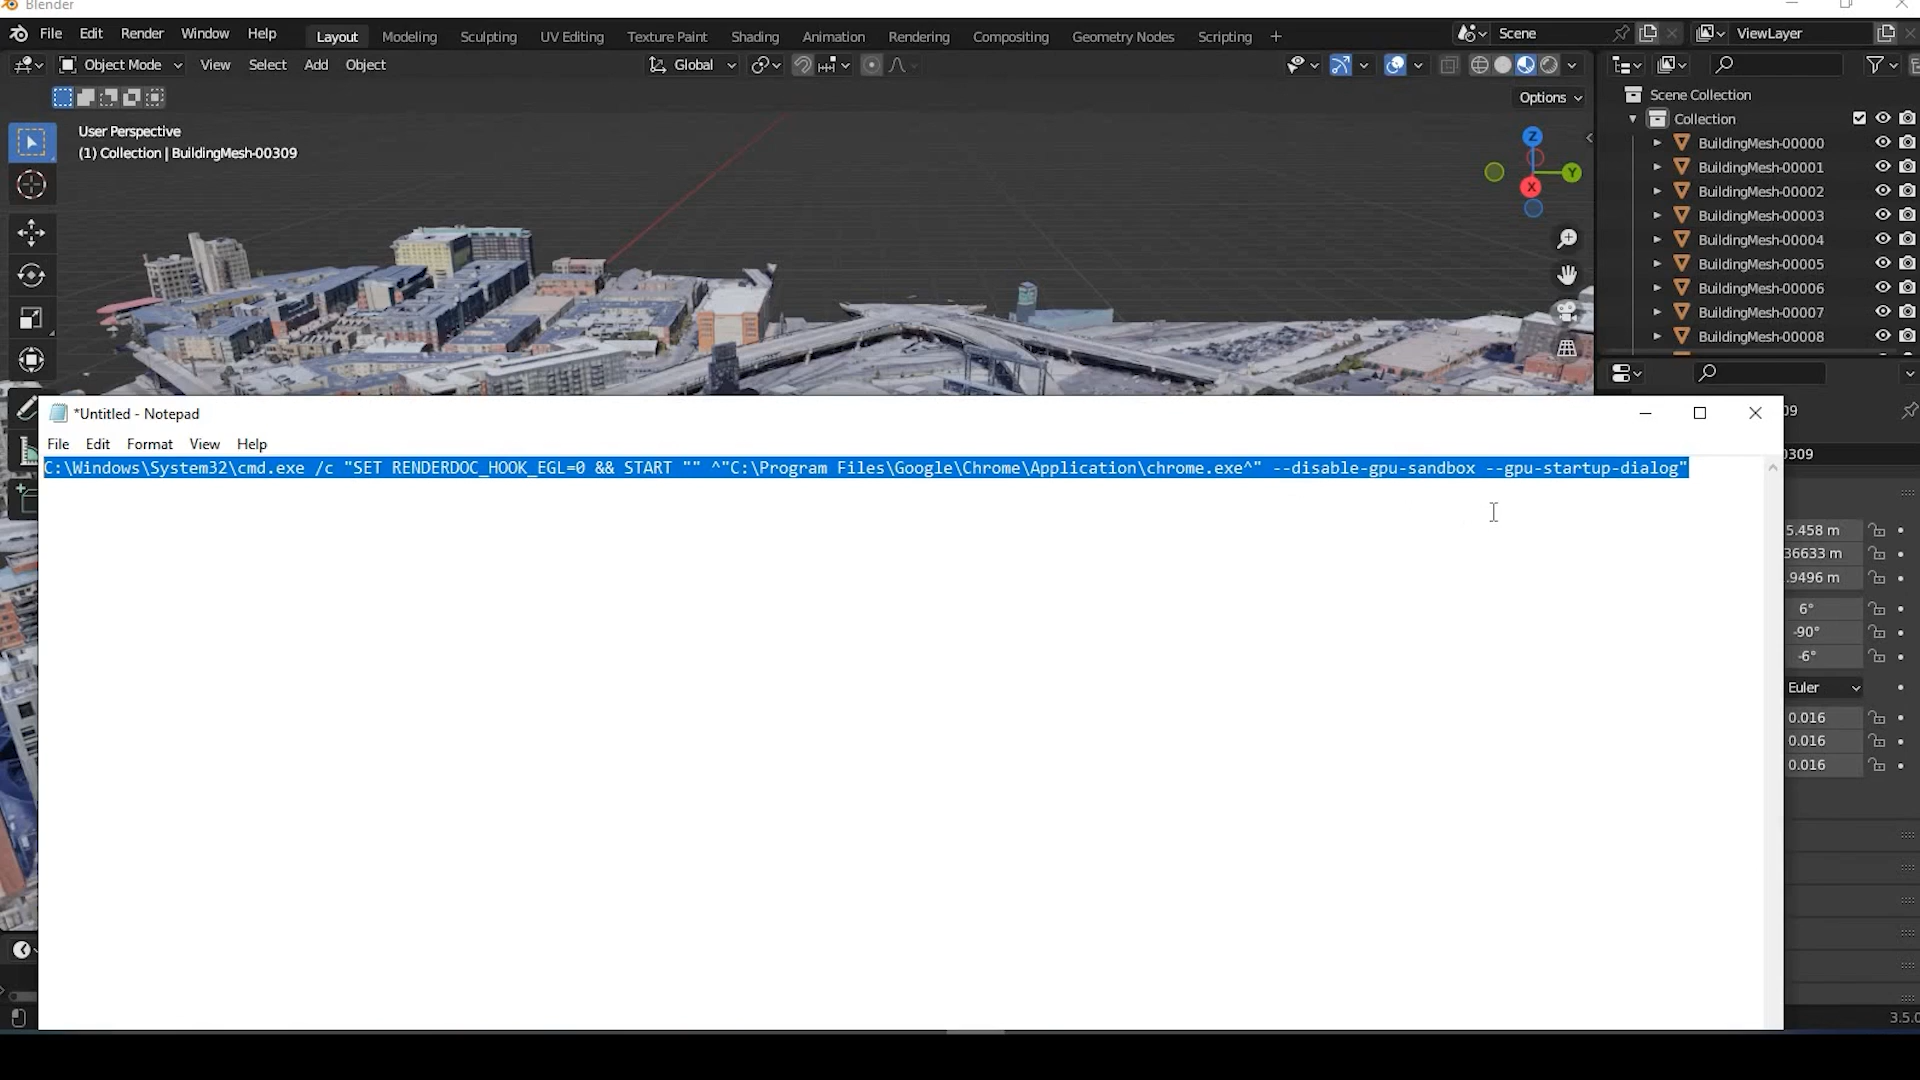 Blender
File Edit Render Window Help
Layout Modeling Sculpting UV Editing Texture Paint Shading Animation Rendering Compositing Geometry Nodes Scripting +
Scene
ViewLayer
Object Mode View Select Add Object
Global
Options
User Perspective
(1) Collection | BuildingMesh-00309
Z
Y
X
Scene Collection
Collection
BuildingMesh-00000
BuildingMesh-00001
BuildingMesh-00002
BuildingMesh-00003
BuildingMesh-00004
BuildingMesh-00005
BuildingMesh-00006
BuildingMesh-00007
BuildingMesh-00008
*Untitled - Notepad
File Edit Format View Help
C:\Windows\System32\cmd.exe /c "SET RENDERDOC_HOOK_EGL=0 && START "" ^"C:\Program Files\Google\Chrome\Application\chrome.exe^" --disable-gpu-sandbox --gpu-startup-dialog"
09
0309
5.458 m
36633 m
.9496 m
6°
-90°
-6°
Euler
0.016
0.016
0.016
3.5.0